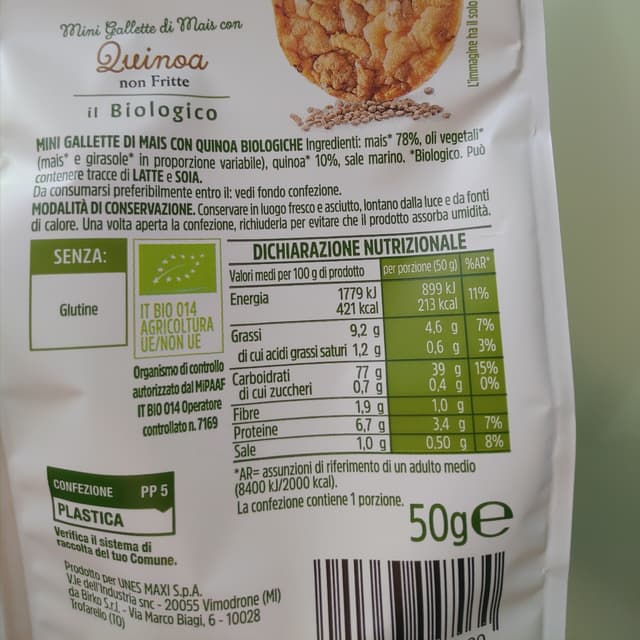 Mini Gallette di Mais con
Quinoa
non Fritte
il Biologico
L'immagine ha il solo
MINI GALLETTE DI MAIS CON QUINOA BIOLOGICHE Ingredienti: mais* 78%, oli vegetali*
(mais* e girasole* in proporzione variabile), quinoa* 10%, sale marino. *Biologico. Può
contenere tracce di LATTE e SOIA.
Da consumarsi preferibilmente entro il: vedi fondo confezione.
MODALITÀ DI CONSERVAZIONE. Conservare in luogo fresco e asciutto, lontano dalla luce e da fonti
di calore. Una volta aperta la confezione, richiuderla per evitare che il prodotto assorba umidità.
SENZA:
Glutine
IT BIO 014
AGRICOLTURA
UE/NON UE
Organismo di controllo
autorizzato dal MiPAAF
IT BIO 014 Operatore
controllato n. 7169
DICHIARAZIONE NUTRIZIONALE
Valori medi per 100 g di prodotto per porzione (50 g) %AR*
Energia 1779 kJ 899 kJ 11%
421 kcal 213 kcal
Grassi 9,2 g 4,6 g 7%
di cui acidi grassi saturi 1,2 g 0,6 g 3%
Carboidrati 77 g 39 g 15%
di cui zuccheri 0,7 g 0,4 g 0%
Fibre 1,9 g 1,0 g
Proteine 6,7 g 3,4 g 7%
Sale 1,0 g 0,50 g 8%
*AR= assunzioni di riferimento di un adulto medio
(8400 kJ/2000 kcal).
La confezione contiene 1 porzione.
50g e
CONFEZIONE PP 5
PLASTICA
Verifica il sistema di
raccolta del tuo Comune.
Prodotto per UNES MAXI S.p.A.
V.le dell'Industria snc - 20055 Vimodrone (MI)
da Birko S.r.l. - Via Marco Biagi, 6 - 10028
Trofarello (TO)